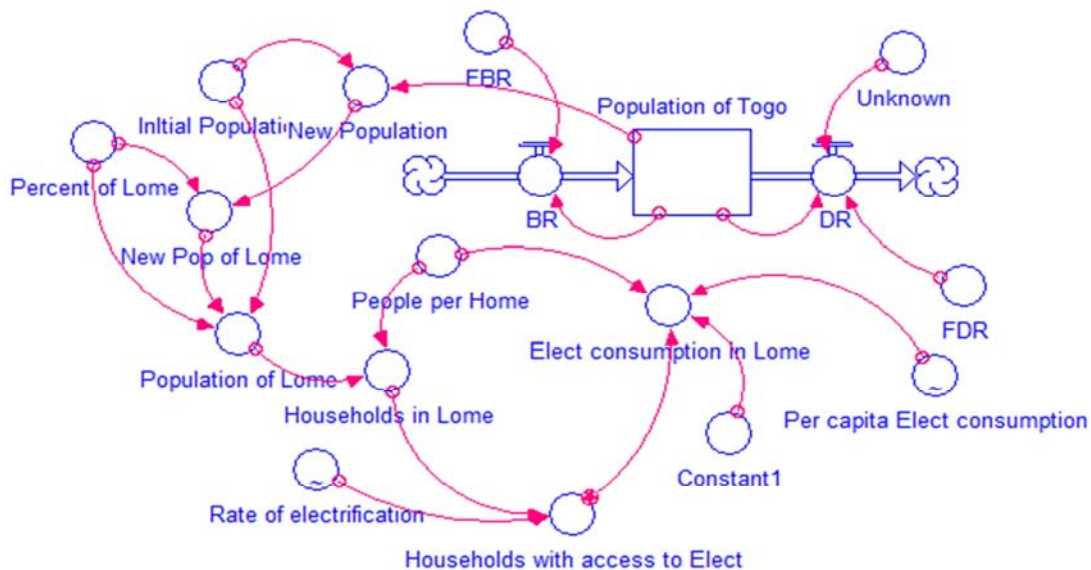 FBR
Unknown
Population of Togo
InItial Populati
New Population
Percent of Lome
BR
DR
New Pop of Lome
People per Home
FDR
Elect consumption in Lome
Population of Lome
Households in Lome
Per capita Elect consumption
Constant1
Rate of electrification
Households with access to Elect